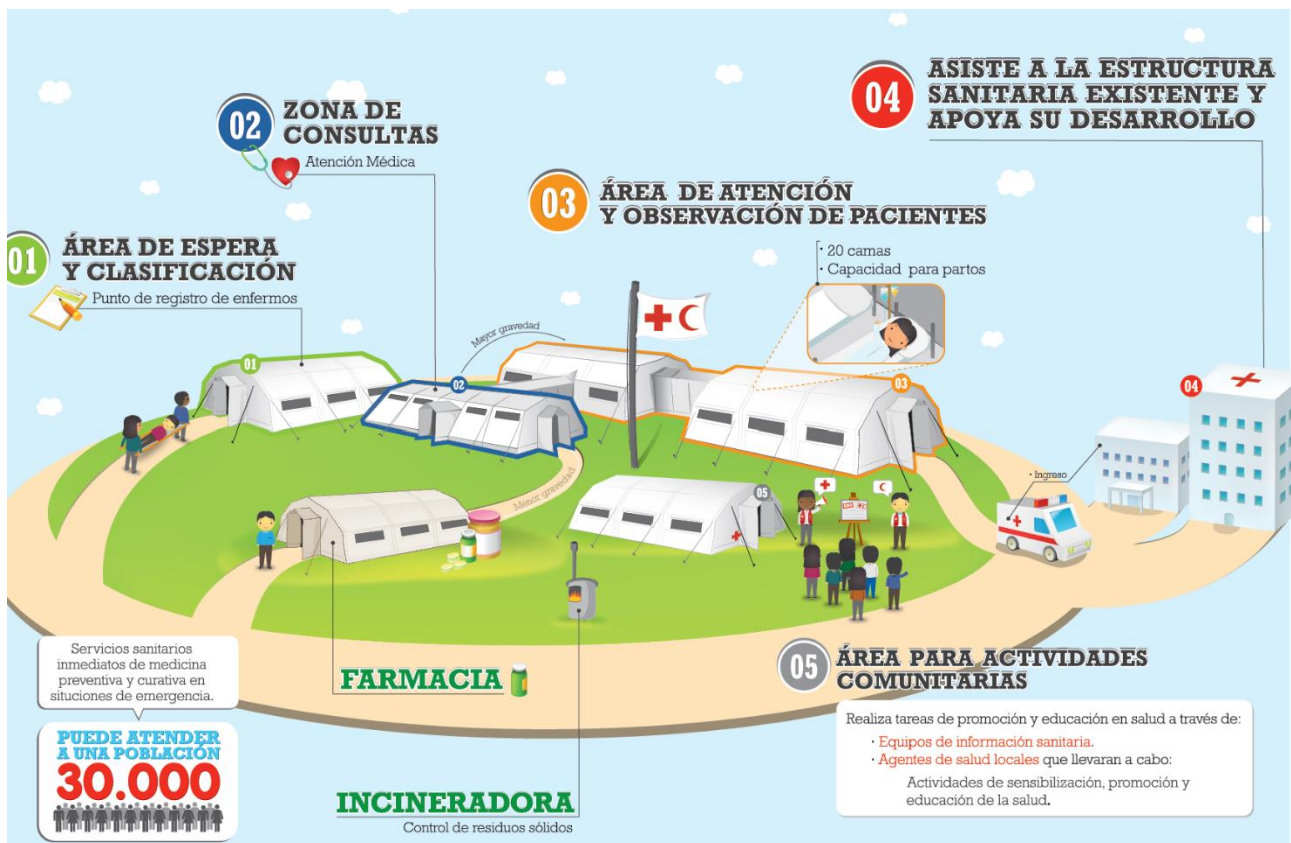 01
ÁREA DE ESPERA
Y CLASIFICACIÓN
Punto de registro de enfermos
02
ZONA DE
CONSULTAS
Atención Médica
03
ÁREA DE ATENCIÓN
Y OBSERVACIÓN DE PACIENTES
· 20 camas
· Capacidad para partos
04
ASISTE A LA ESTRUCTURA
SANITARIA EXISTENTE Y
APOYA SU DESARROLLO
01
02
Mayor gravedad
03
04
· Ingreso
Menor gravedad
05
FARMACIA
INCINERADORA
Control de residuos sólidos
Servicios sanitarios
inmediatos de medicina
preventiva y curativa en
situciones de emergencia.
PUEDE ATENDER
A UNA POBLACIÓN
30.000
05
ÁREA PARA ACTIVIDADES
COMUNITARIAS
Realiza tareas de promoción y educación en salud a través de:
· Equipos de información sanitaria.
· Agentes de salud locales que llevaran a cabo:
Actividades de sensibilización, promoción y
educación de la salud.